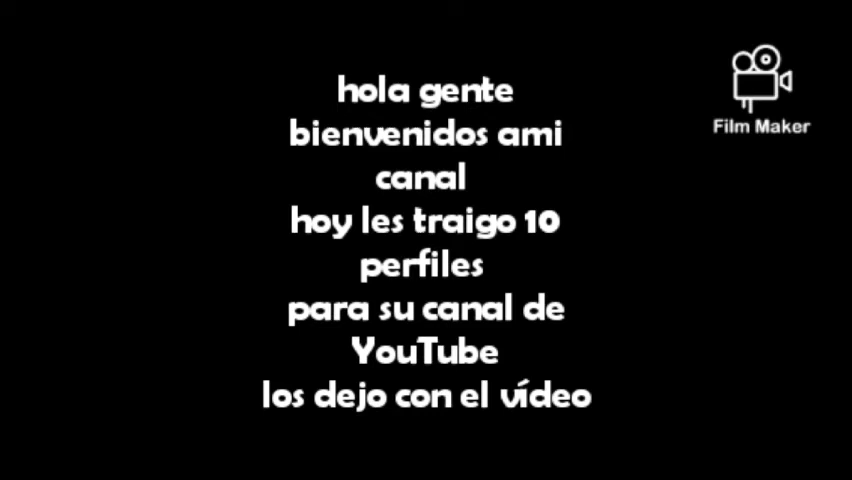 hola gente
bienvenidos ami
canal
hoy les traigo 10
perfiles
para su canal de
YouTube
los dejo con el vídeo
Film Maker